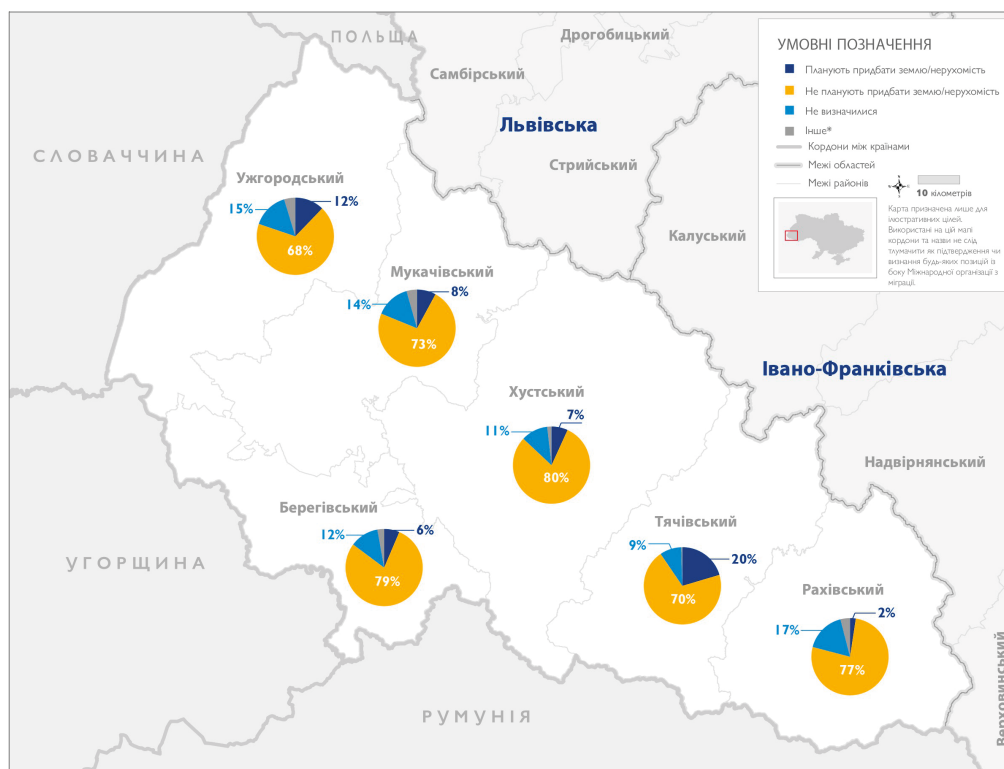 ПОЛЬЩА
Дрогобицький
Самбірський
Львівська
Стрийський
СЛОВАЧЧИНА
Калуський
УМОВНІ ПОЗНАЧЕННЯ
Планують придбати землю/нерухомість
Не планують придбати землю/нерухомість
Не визначилися
Інше*
Кордони між країнами
Межі областей
Межі районів
10 кілометрів
Карта призначена лише для
ілюстративних цілей.
Використані на цій мапі
кордони та назви не слід
тлумачити як підтвердження чи
визнання будь-яких позицій із
боку Міжнародної організації з
міграції.
Ужгородський
12%
15%
68%
Мукачівський
8%
14%
73%
Івано-Франківська
Хустський
7%
11%
80%
Надвірнянський
Берегівський
6%
12%
79%
Тячівський
9%
20%
70%
УГОРЩИНА
Рахівський
2%
17%
77%
Верховинський
РУМУНІЯ